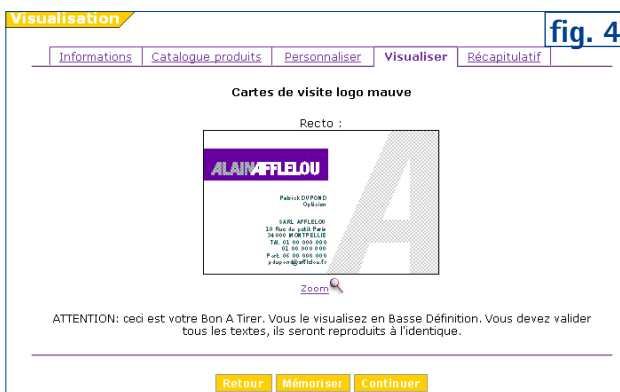 Visualisation
fig. 4
Informations
Catalogue produits
Personnaliser
Visualiser
Récapitulatif
Cartes de visite logo mauve
Recto :
ALAIN AFFLELOU
Patrick DUPOND
Opticien
SARL AFFLELOU
10 Rue du petit Paris
34 000 MONTPELLIE
Tél. 01 00 000 000
01 00 000 000
Port. 06 00 000 000
p-dupond@afflelou.fr
Zoom
ATTENTION: ceci est votre Bon A Tirer. Vous le visualisez en Basse Définition. Vous devez valider
tous les textes, ils seront reproduits à l'identique.
Retour
Mémoriser
Continuer